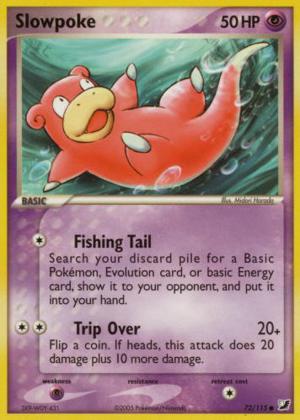 Slowpoke 50 HP
BASIC
Illus. Midori Harada
Fishing Tail
Search your discard pile for a Basic
Pokémon, Evolution card, or basic Energy
card, show it to your opponent, and put it
into your hand.
Trip Over 20+
Flip a coin. If heads, this attack does 20
damage plus 10 more damage.
weakness resistance retreat cost
©2005 Pokémon/Nintendo
72/115